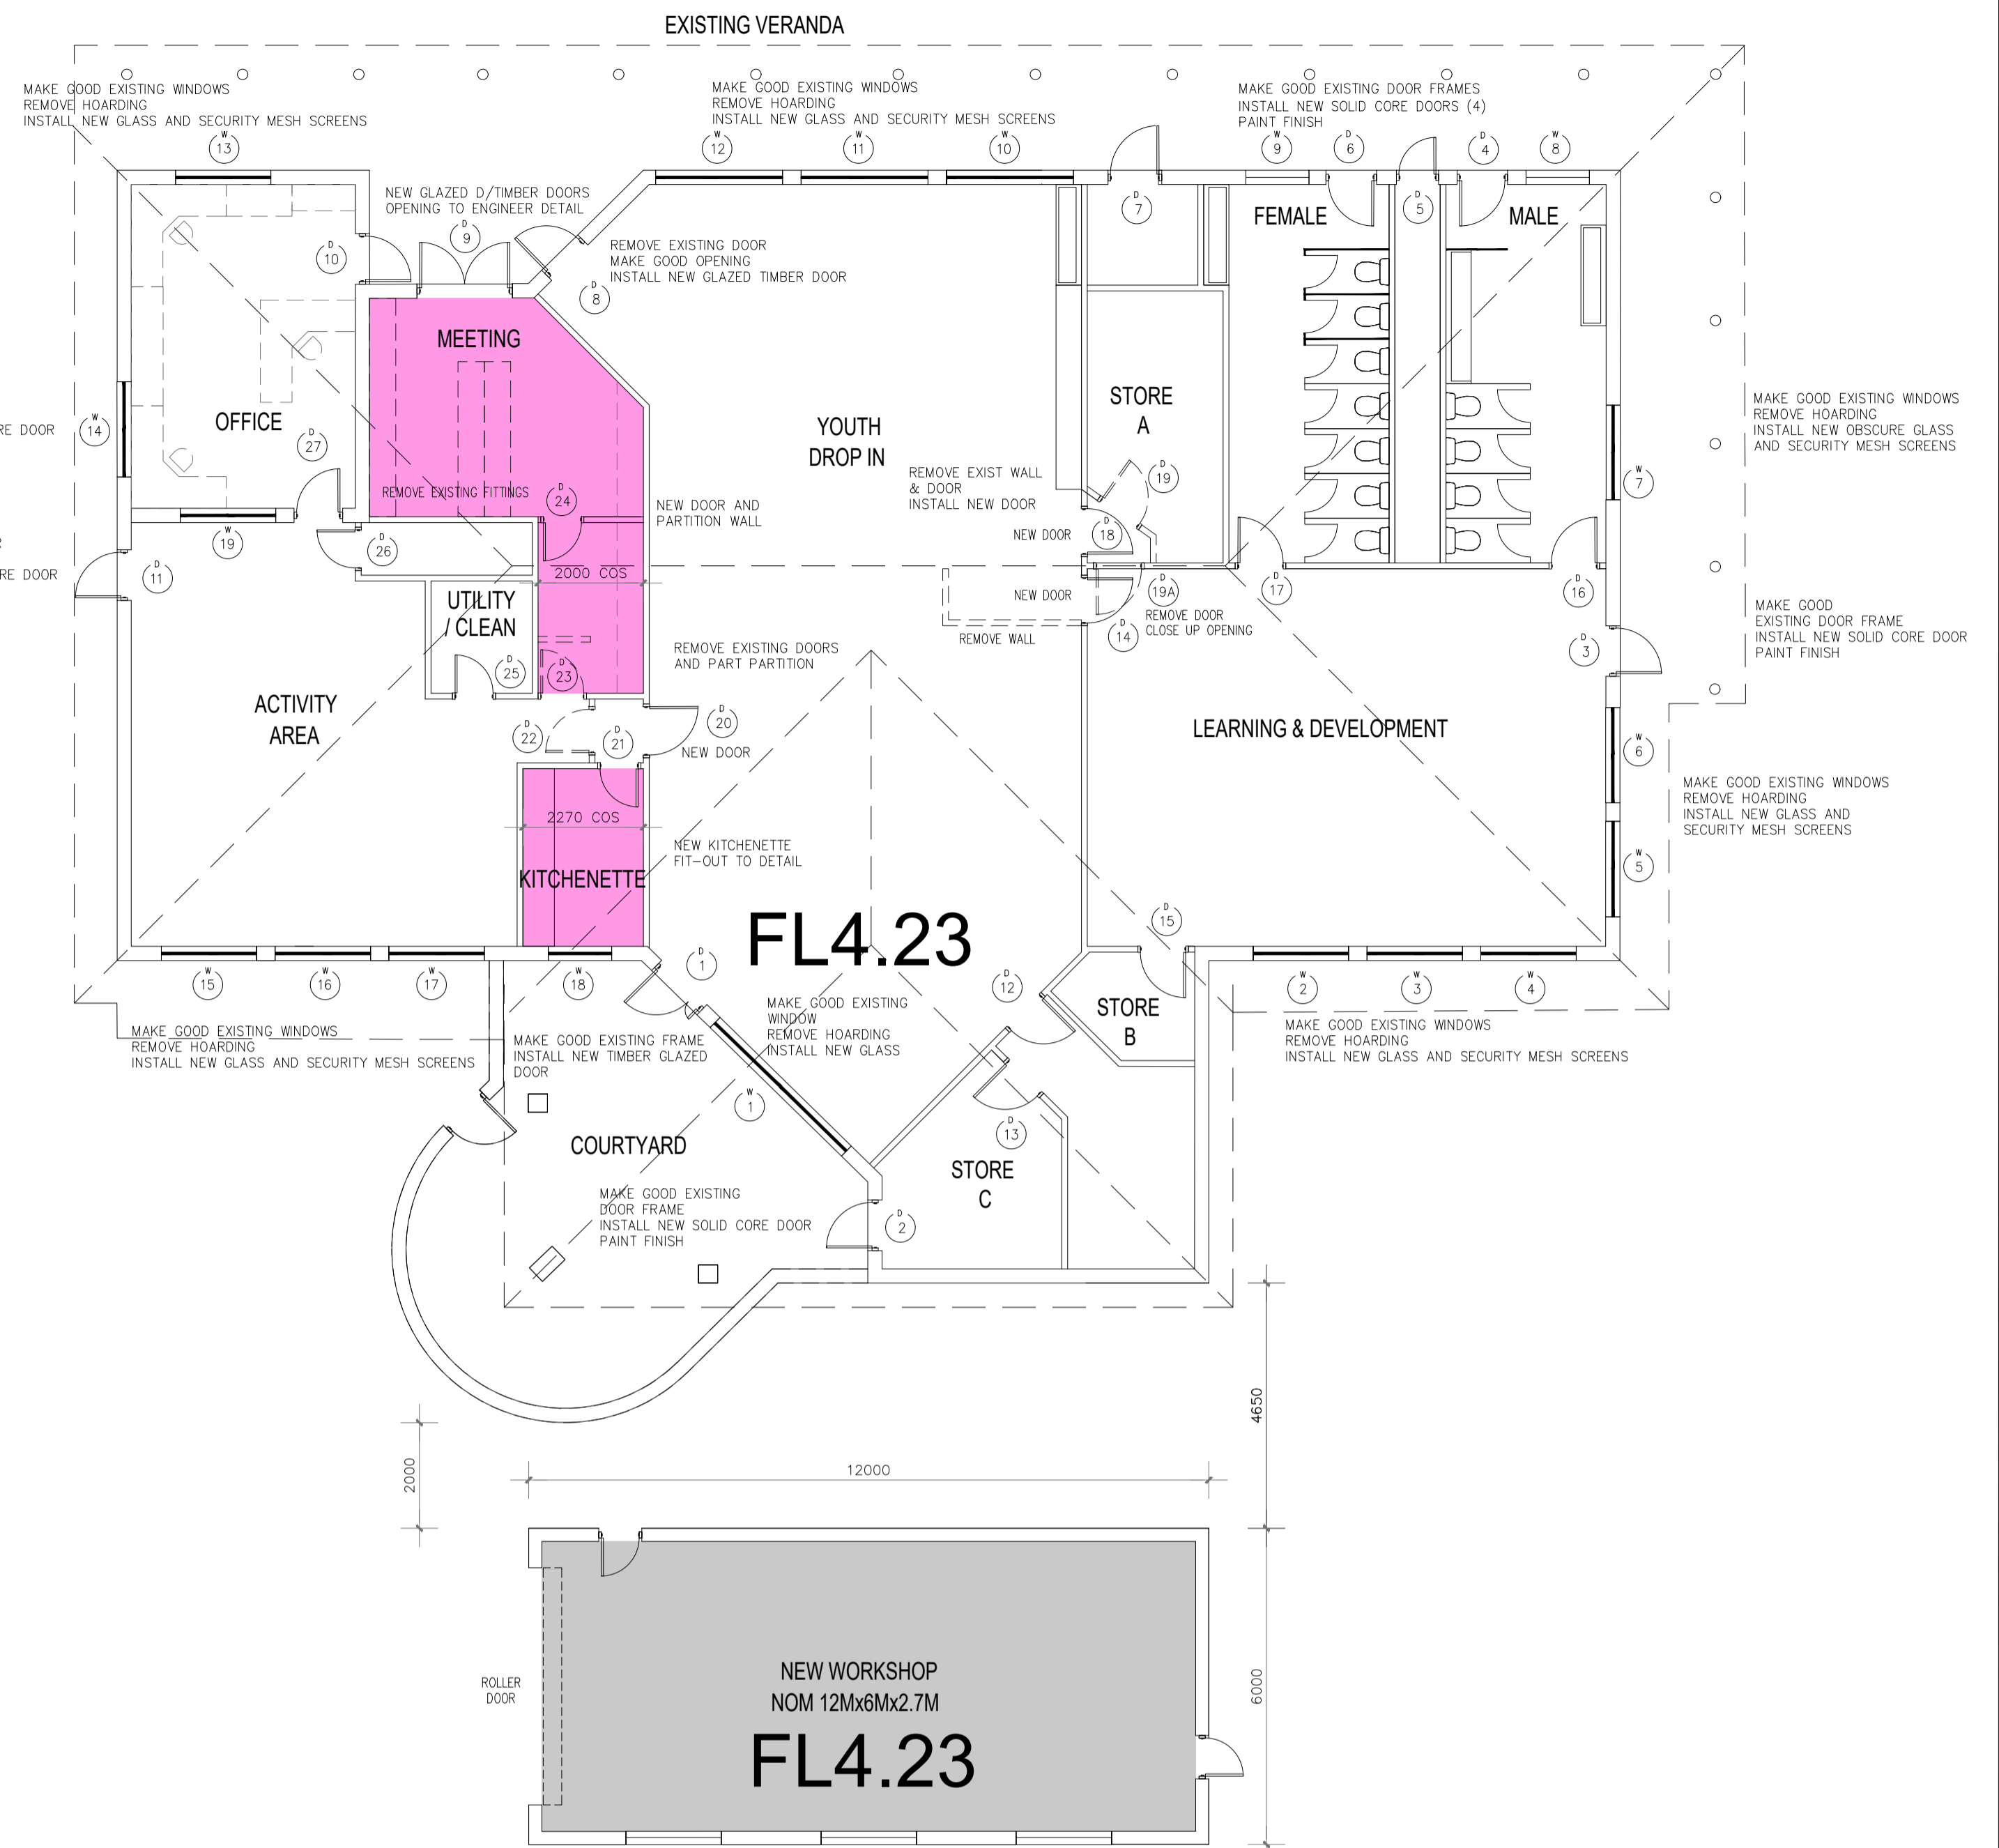 EXISTING VERANDA
MAKE GOOD EXISTING WINDOWS
REMOVE HOARDING
INSTALL NEW GLASS AND SECURITY MESH SCREENS
MAKE GOOD EXISTING WINDOWS
REMOVE HOARDING
INSTALL NEW GLASS AND SECURITY MESH SCREENS
MAKE GOOD EXISTING DOOR FRAMES
INSTALL NEW SOLID CORE DOORS (4)
PAINT FINISH
W
13
W
12
W
11
W
10
W
9
D
6
D
4
W
8
NEW GLAZED D/TIMBER DOORS
OPENING TO ENGINEER DETAIL
D
9
D
10
REMOVE EXISTING DOOR
MAKE GOOD OPENING
INSTALL NEW GLAZED TIMBER DOOR
D
8
D
7
D
5
FEMALE
MALE
MEETING
OFFICE
W
14
RE DOOR
D
27
REMOVE EXISTING FITTINGS
D
24
YOUTH
DROP IN
STORE
A
NEW DOOR AND
PARTITION WALL
REMOVE EXIST WALL
& DOOR
INSTALL NEW DOOR
D
19
NEW DOOR
D
18
MAKE GOOD EXISTING WINDOWS
REMOVE HOARDING
INSTALL NEW OBSCURE GLASS
AND SECURITY MESH SCREENS
W
7
W
19
D
26
D
11
RE DOOR
2000 COS
UTILITY
/ CLEAN
D
25
D
23
NEW DOOR
REMOVE WALL
D
14
D
19A
REMOVE DOOR
CLOSE UP OPENING
D
17
D
16
D
3
MAKE GOOD
EXISTING DOOR FRAME
INSTALL NEW SOLID CORE DOOR
PAINT FINISH
REMOVE EXISTING DOORS
AND PART PARTITION
ACTIVITY
AREA
D
22
D
21
D
20
NEW DOOR
LEARNING & DEVELOPMENT
W
6
MAKE GOOD EXISTING WINDOWS
REMOVE HOARDING
INSTALL NEW GLASS AND
SECURITY MESH SCREENS
W
5
2270 COS
NEW KITCHENETTE
FIT-OUT TO DETAIL
KITCHENETTE
FL4.23
D
15
W
15
W
16
W
17
W
18
D
1
D
12
W
2
W
3
W
4
STORE
B
MAKE GOOD EXISTING WINDOWS
REMOVE HOARDING
INSTALL NEW GLASS AND SECURITY MESH SCREENS
MAKE GOOD EXISTING FRAME
INSTALL NEW TIMBER GLAZED
DOOR
MAKE GOOD EXISTING
WINDOW
REMOVE HOARDING
INSTALL NEW GLASS
MAKE GOOD EXISTING WINDOWS
REMOVE HOARDING
INSTALL NEW GLASS AND SECURITY MESH SCREENS
W
1
D
13
COURTYARD
STORE
C
MAKE GOOD EXISTING
DOOR FRAME
INSTALL NEW SOLID CORE DOOR
PAINT FINISH
D
2
4650
2000
12000
ROLLER
DOOR
NEW WORKSHOP
NOM 12Mx6Mx2.7M
FL4.23
6000